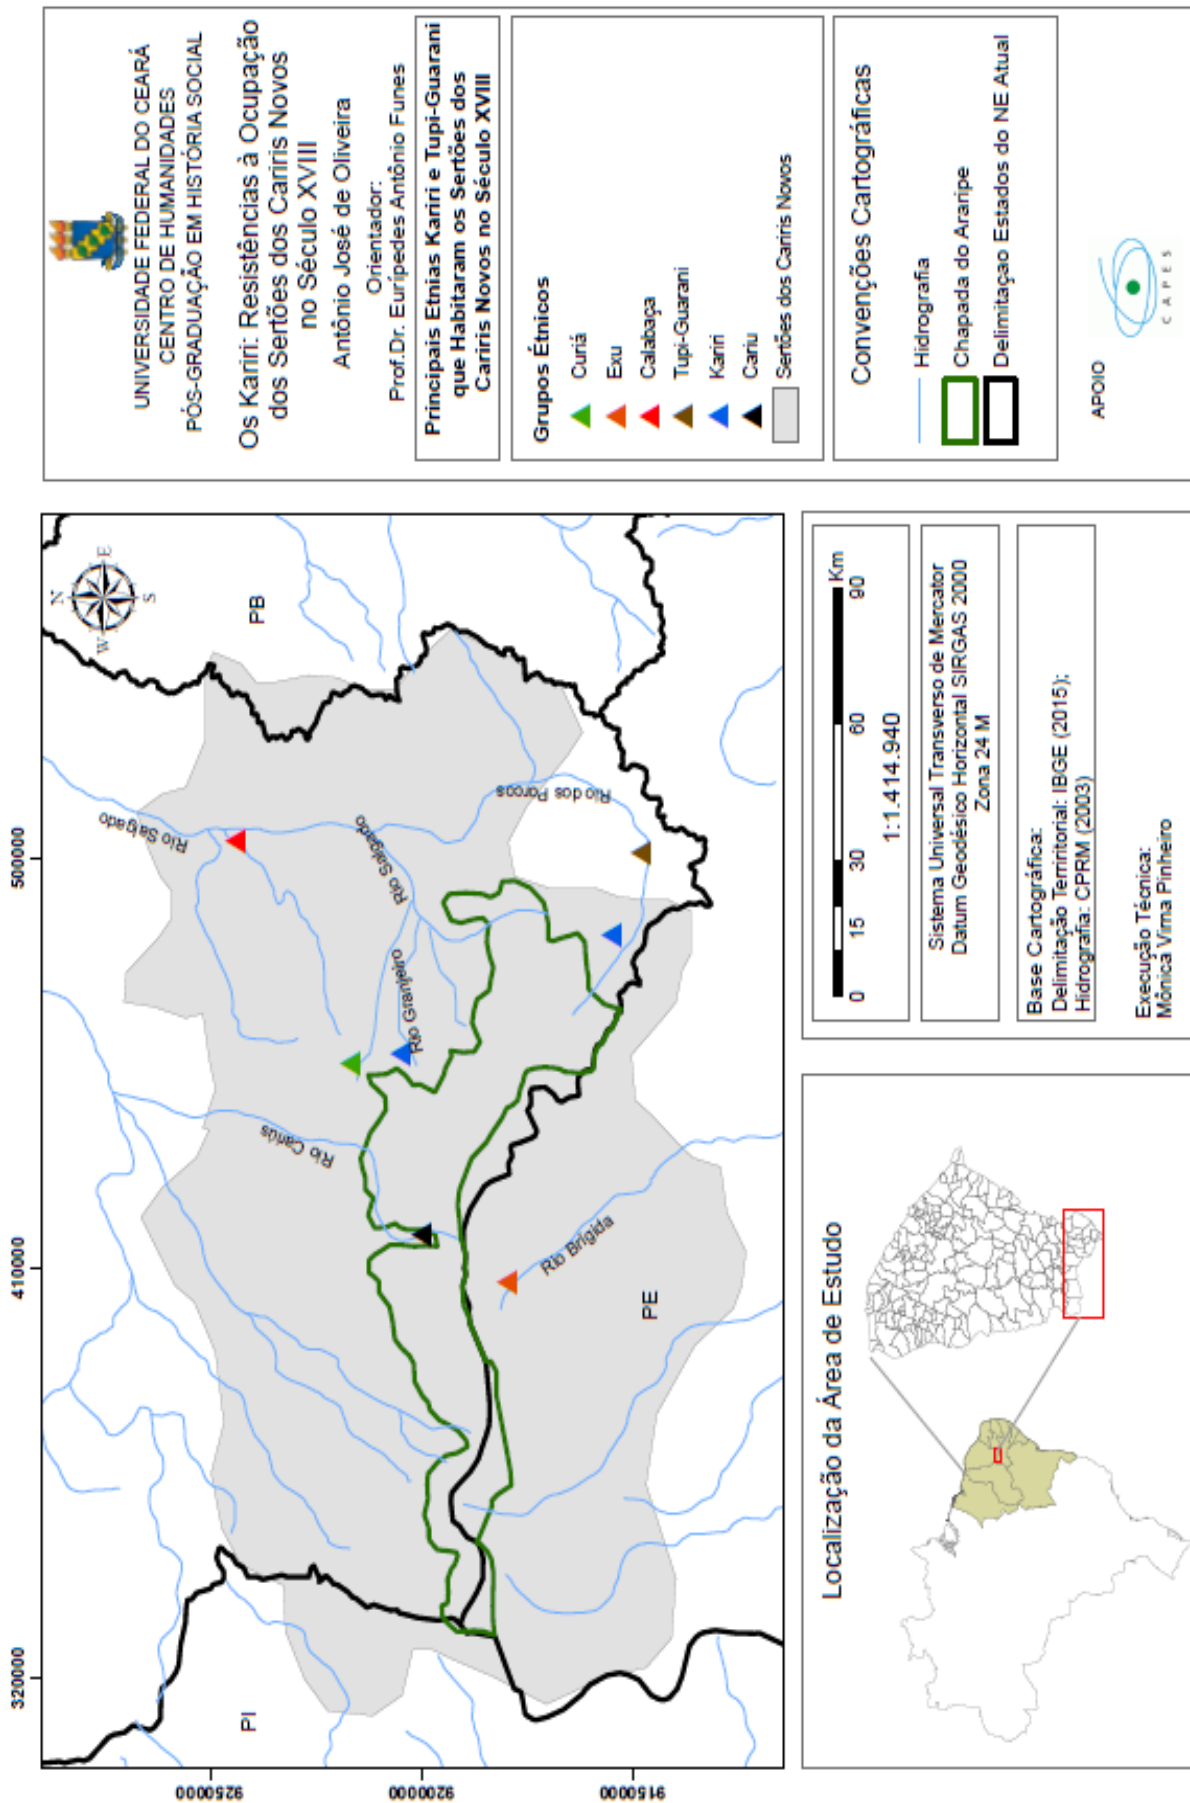 320000
410000
500000
9250000
9200000
9150000
N
W
E
S
PI
PB
PE
Rio Salgado
Rio Salgado
Rio Granjeiro
Rio Cariús
Rio dos Porcos
Rio Brígida
UNIVERSIDADE FEDERAL DO CEARÁ
CENTRO DE HUMANIDADES
PÓS-GRADUAÇÃO EM HISTÓRIA SOCIAL
Os Kariri: Resistências à Ocupação
dos Sertões dos Cariris Novos
no Século XVIII
Antônio José de Oliveira
Orientador:
Prof.Dr. Eurípedes Antônio Funes
Principais Etnias Kariri e Tupi-Guarani
que Habitaram os Sertões dos
Cariris Novos no Século XVIII
Grupos Étnicos
Curiá
Exu
Calabaça
Tupi-Guarani
Kariri
Cariu
Sertões dos Cariris Novos
Convenções Cartográficas
Hidrografia
Chapada do Araripe
Delimitaçao Estados do NE Atual
APOIO
CAPES
Localização da Área de Estudo
0
15
30
60
90
Km
1:1.414.940
Sistema Universal Transverso de Mercator
Datum Geodésico Horizontal SIRGAS 2000
Zona 24 M
Base Cartográfica:
Delimitação Territorial: IBGE (2015);
Hidrografia: CPRM (2003)
Execução Técnica:
Mônica Virna Pinheiro